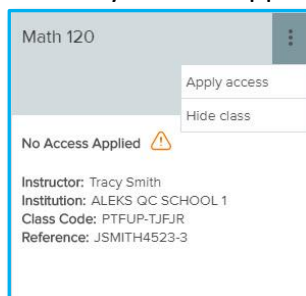 Math 120
Apply access
Hide class
No Access Applied
Instructor: Tracy Smith
Institution: ALEKS QC SCHOOL 1
Class Code: PTFUP-TJFJR
Reference: JSMITH4523-3